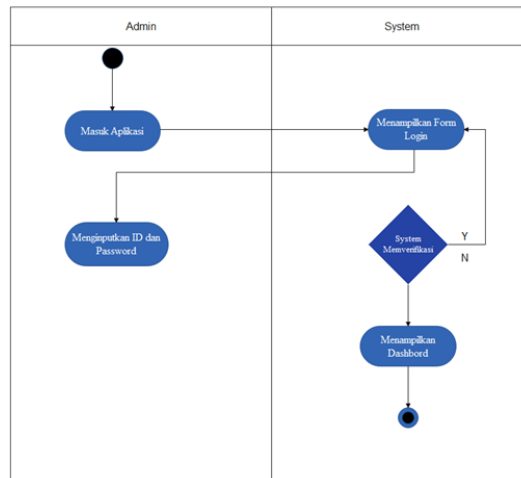 Admin
System
Masuk Aplikasi
Menampilkan Form
Login
Menginputkan ID dan
Password
System
Memverifikasi
Y
N
Menampilkan
Dashbord